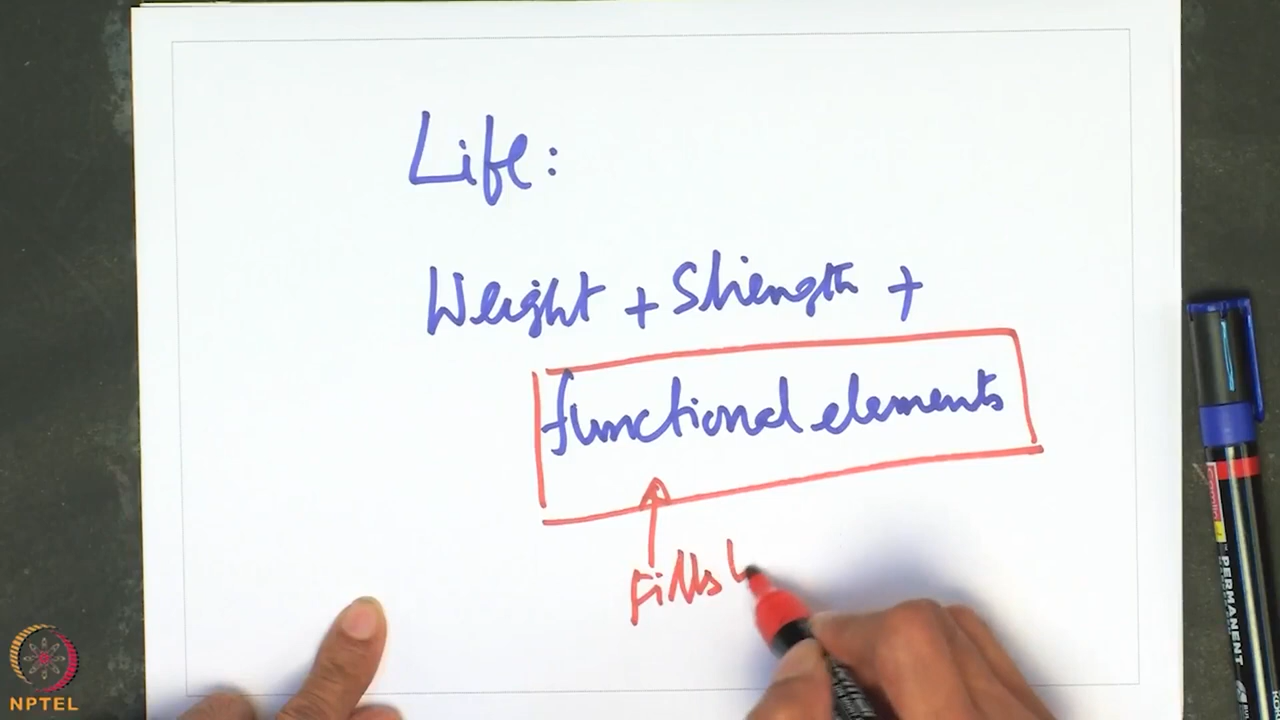 Life:
Weight + Strength +
functional elements
Fills
NPTEL
PERMANENT